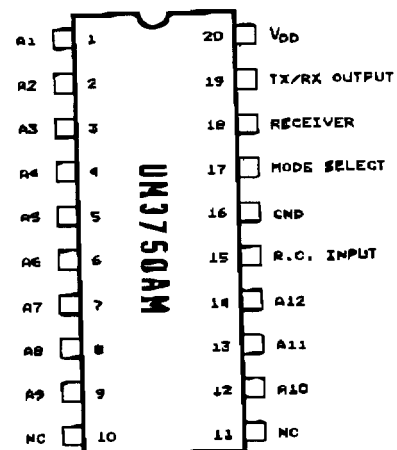 A1 1 20 VDD
A2 2 19 TX/RX OUTPUT
A3 3 18 RECEIVER
A4 4 17 MODE SELECT
A5 5 16 GND
A6 6 15 R.C. INPUT
A7 7 14 A12
A8 8 13 A11
A9 9 12 A10
NC 10 11 NC
UM3750AM